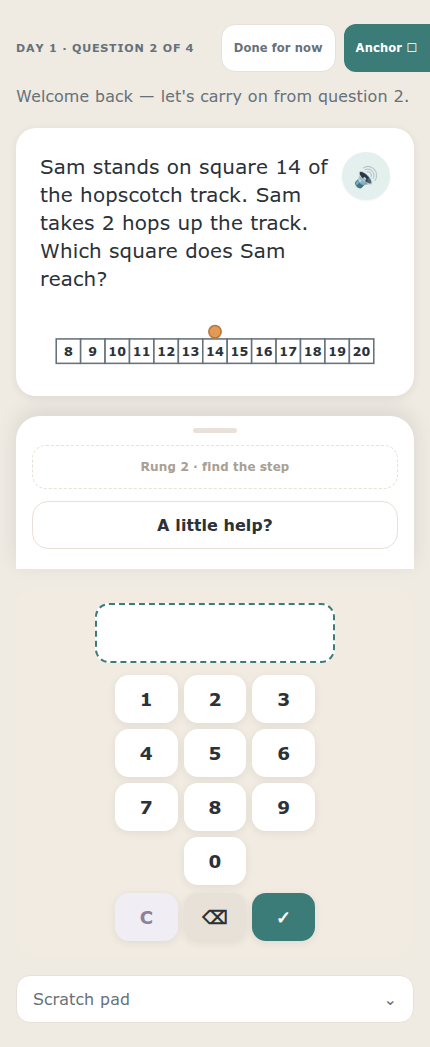 DAY 1 · QUESTION 2 OF 4
Done for now
Anchor ☐
Welcome back — let's carry on from question 2.
Sam stands on square 14 of
the hopscotch track. Sam
takes 2 hops up the track.
Which square does Sam
reach?
8 9 10 11 12 13 14 15 16 17 18 19 20
Rung 2 · find the step
A little help?
1 2 3
4 5 6
7 8 9
0
C ⌫ ✓
Scratch pad